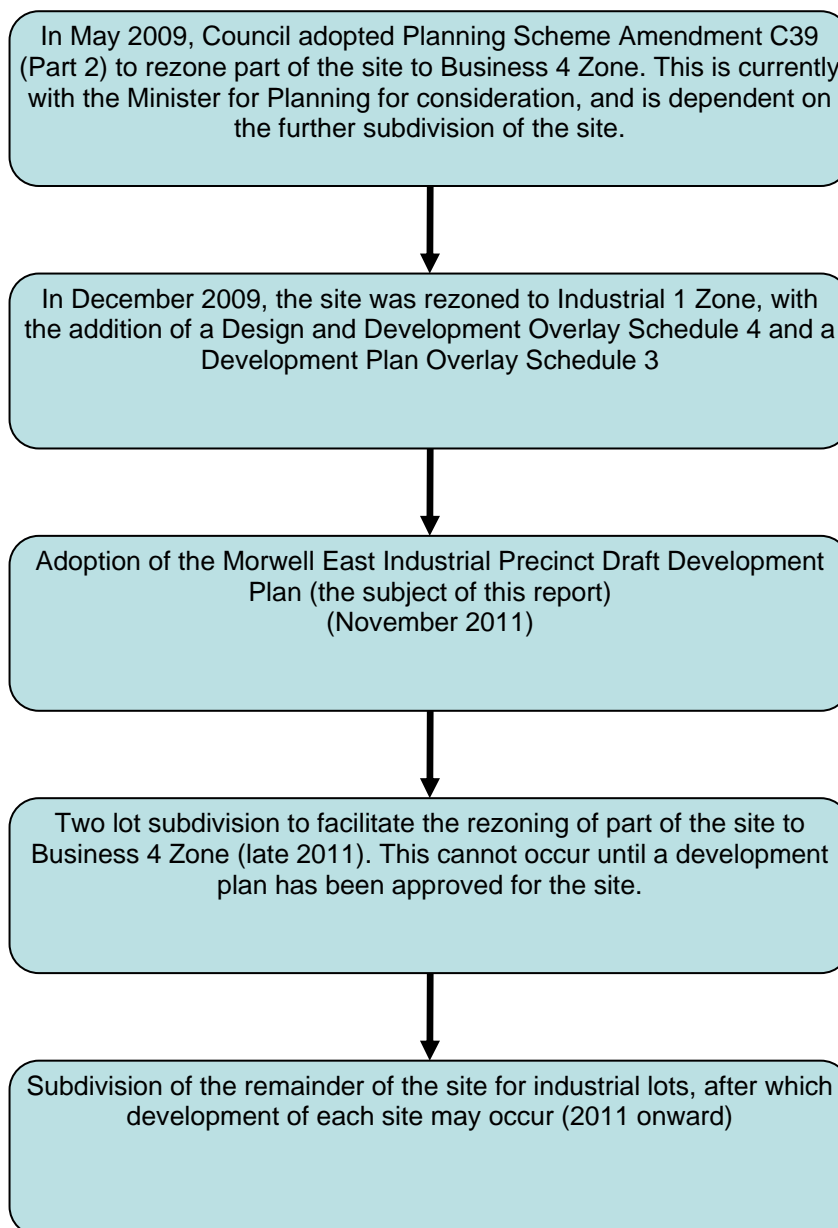 In May 2009, Council adopted Planning Scheme Amendment C39
(Part 2) to rezone part of the site to Business 4 Zone. This is currently
with the Minister for Planning for consideration, and is dependent on
the further subdivision of the site.
In December 2009, the site was rezoned to Industrial 1 Zone, with
the addition of a Design and Development Overlay Schedule 4 and a
Development Plan Overlay Schedule 3
Adoption of the Morwell East Industrial Precinct Draft Development
Plan (the subject of this report)
(November 2011)
Two lot subdivision to facilitate the rezoning of part of the site to
Business 4 Zone (late 2011). This cannot occur until a development
plan has been approved for the site.
Subdivision of the remainder of the site for industrial lots, after which
development of each site may occur (2011 onward)